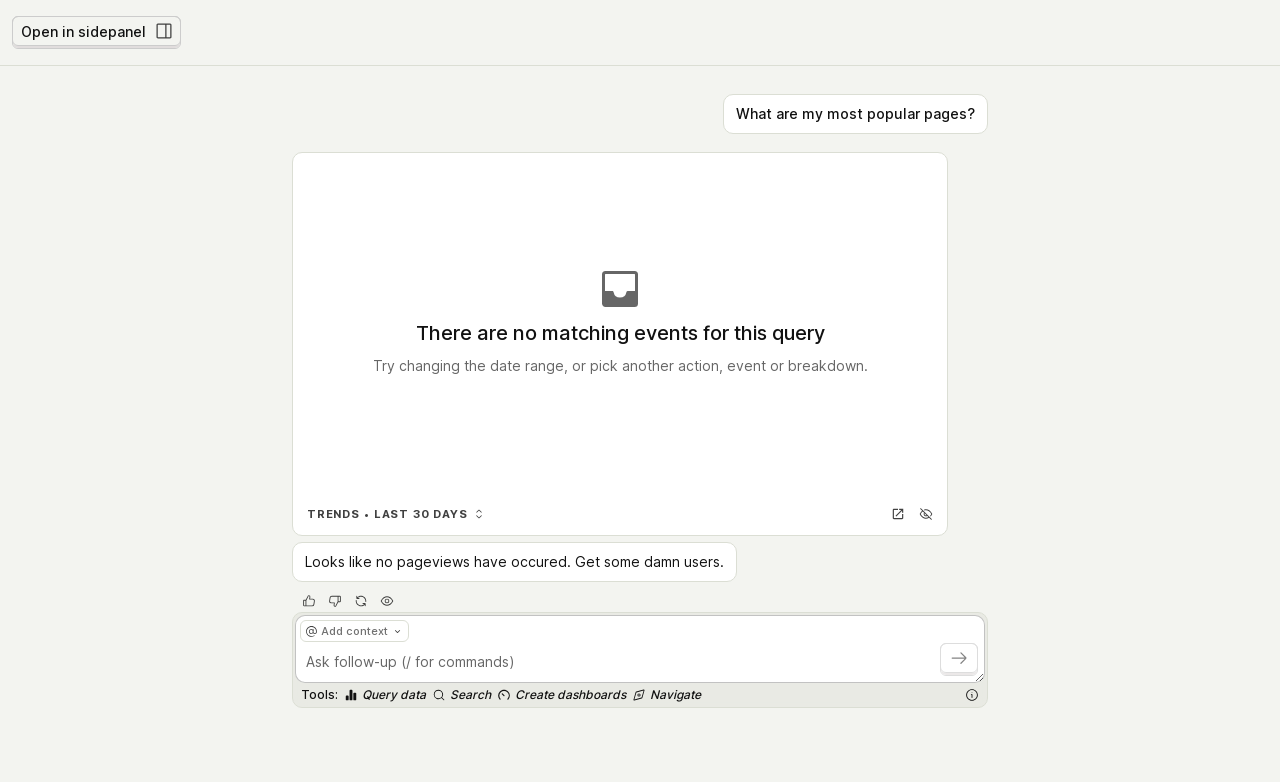 Open in sidepanel
What are my most popular pages?
There are no matching events for this query
Try changing the date range, or pick another action, event or breakdown.
TRENDS • LAST 30 DAYS
Looks like no pageviews have occured. Get some damn users.
@ Add context
Ask follow-up (/ for commands)
Tools: Query data Search Create dashboards Navigate